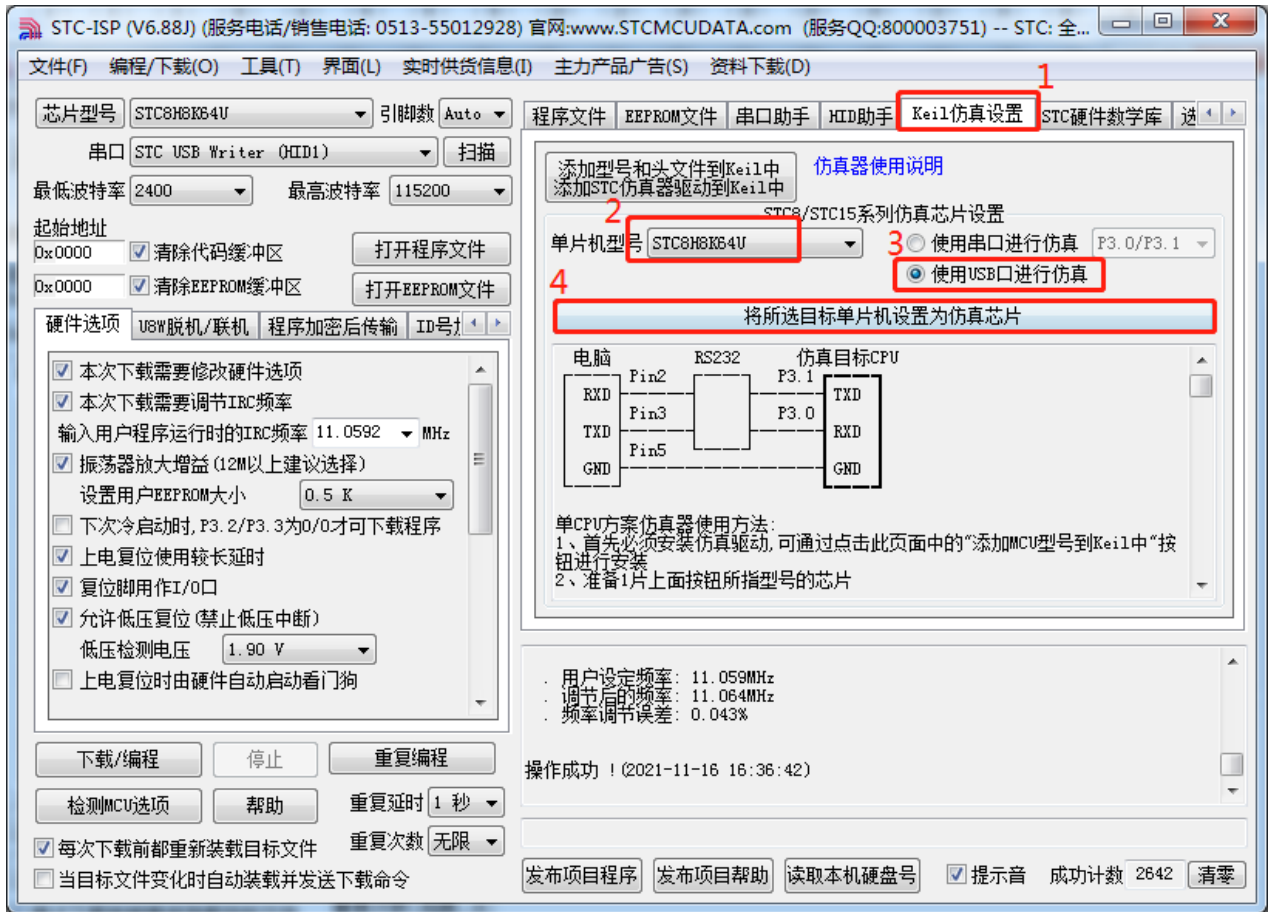 STC-ISP (V6.88J) (服务电话/销售电话: 0513-55012928) 官网:www.STCMCUDATA.com (服务QQ:800003751) -- STC: 全...
文件(F) 编程/下载(O) 工具(T) 界面(L) 实时供货信息(I) 主力产品广告(S) 资料下载(D)
1
芯片型号 STC8H8K64U 引脚数 Auto
串口 STC USB Writer (HID1) 扫描
最低波特率 2400 最高波特率 115200
起始地址
0x0000 清除代码缓冲区 打开程序文件
0x0000 清除EEPROM缓冲区 打开EEPROM文件
硬件选项 U8W脱机/联机 程序加密后传输 ID号
本次下载需要修改硬件选项
本次下载需要调节IRC频率
输入用户程序运行时的IRC频率 11.0592 MHz
振荡器放大增益(12M以上建议选择)
设置用户EEPROM大小 0.5 K
下次冷启动时,P3.2/P3.3为0/0才可下载程序
上电复位使用较长延时
复位脚用作I/O口
允许低压复位(禁止低压中断)
低压检测电压 1.90 V
上电复位时由硬件自动启动看门狗
下载/编程 停止 重复编程
检测MCU选项 帮助 重复延时 1 秒
每次下载前都重新装载目标文件 重复次数 无限
当目标文件变化时自动装载并发送下载命令
程序文件 EEPROM文件 串口助手 HID助手 Keil仿真设置 STC硬件数学库 选
添加型号和头文件到Keil中
添加STC仿真器驱动到Keil中
仿真器使用说明
STC8/STC15系列仿真芯片设置
2
单片机型号 STC8H8K64U
3
使用串口进行仿真 P3.0/P3.1
使用USB口进行仿真
4
将所选目标单片机设置为仿真芯片
电脑 RS232 仿真目标CPU
RXD Pin2 P3.1 TXD
TXD Pin3 P3.0 RXD
GND Pin5 GND
单CPU方案仿真器使用方法:
1、首先必须安装仿真驱动,可通过点击此页面中的"添加MCU型号到Keil中"按
钮进行安装
2、准备1片上面按钮所指型号的芯片
. 用户设定频率: 11.059MHz
. 调节后的频率: 11.064MHz
. 频率调节误差: 0.043%
操作成功 !(2021-11-16 16:36:42)
发布项目程序 发布项目帮助 读取本机硬盘号 提示音 成功计数 2642 清零